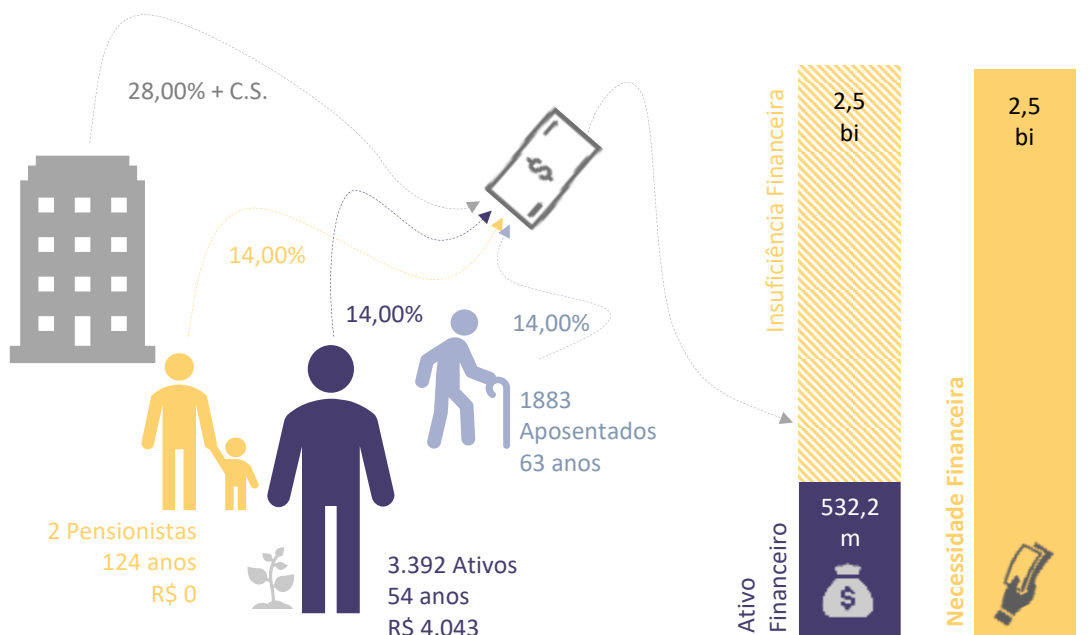 28,00% + C.S.
14,00%
14,00%
14,00%
$
1883
Aposentados
63 anos
2 Pensionistas
124 anos
R$ 0
3.392 Ativos
54 anos
R$ 4.043
Insuficiência Financeira
2,5
bi
Ativo
Financeiro
532,2
m
$
Necessidade Financeira
2,5
bi